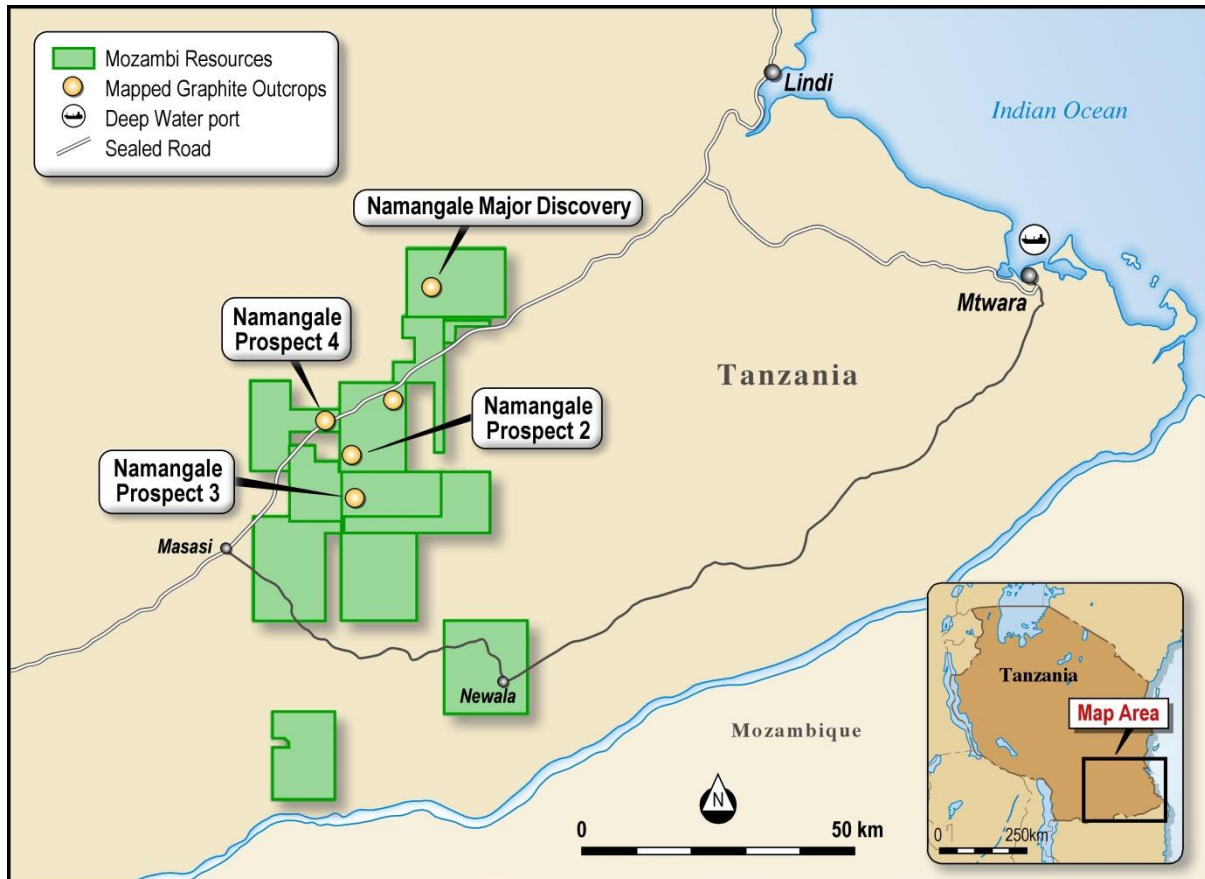 Mozambi Resources
Mapped Graphite Outcrops
Deep Water port
Sealed Road
Lindi
Indian Ocean
Namangale Major Discovery
Namangale
Prospect 4
Mtwara
Tanzania
Namangale
Prospect 2
Namangale
Prospect 3
Masasi
Newala
Mozambique
N
0 50 km
Tanzania
Map Area
0 250km